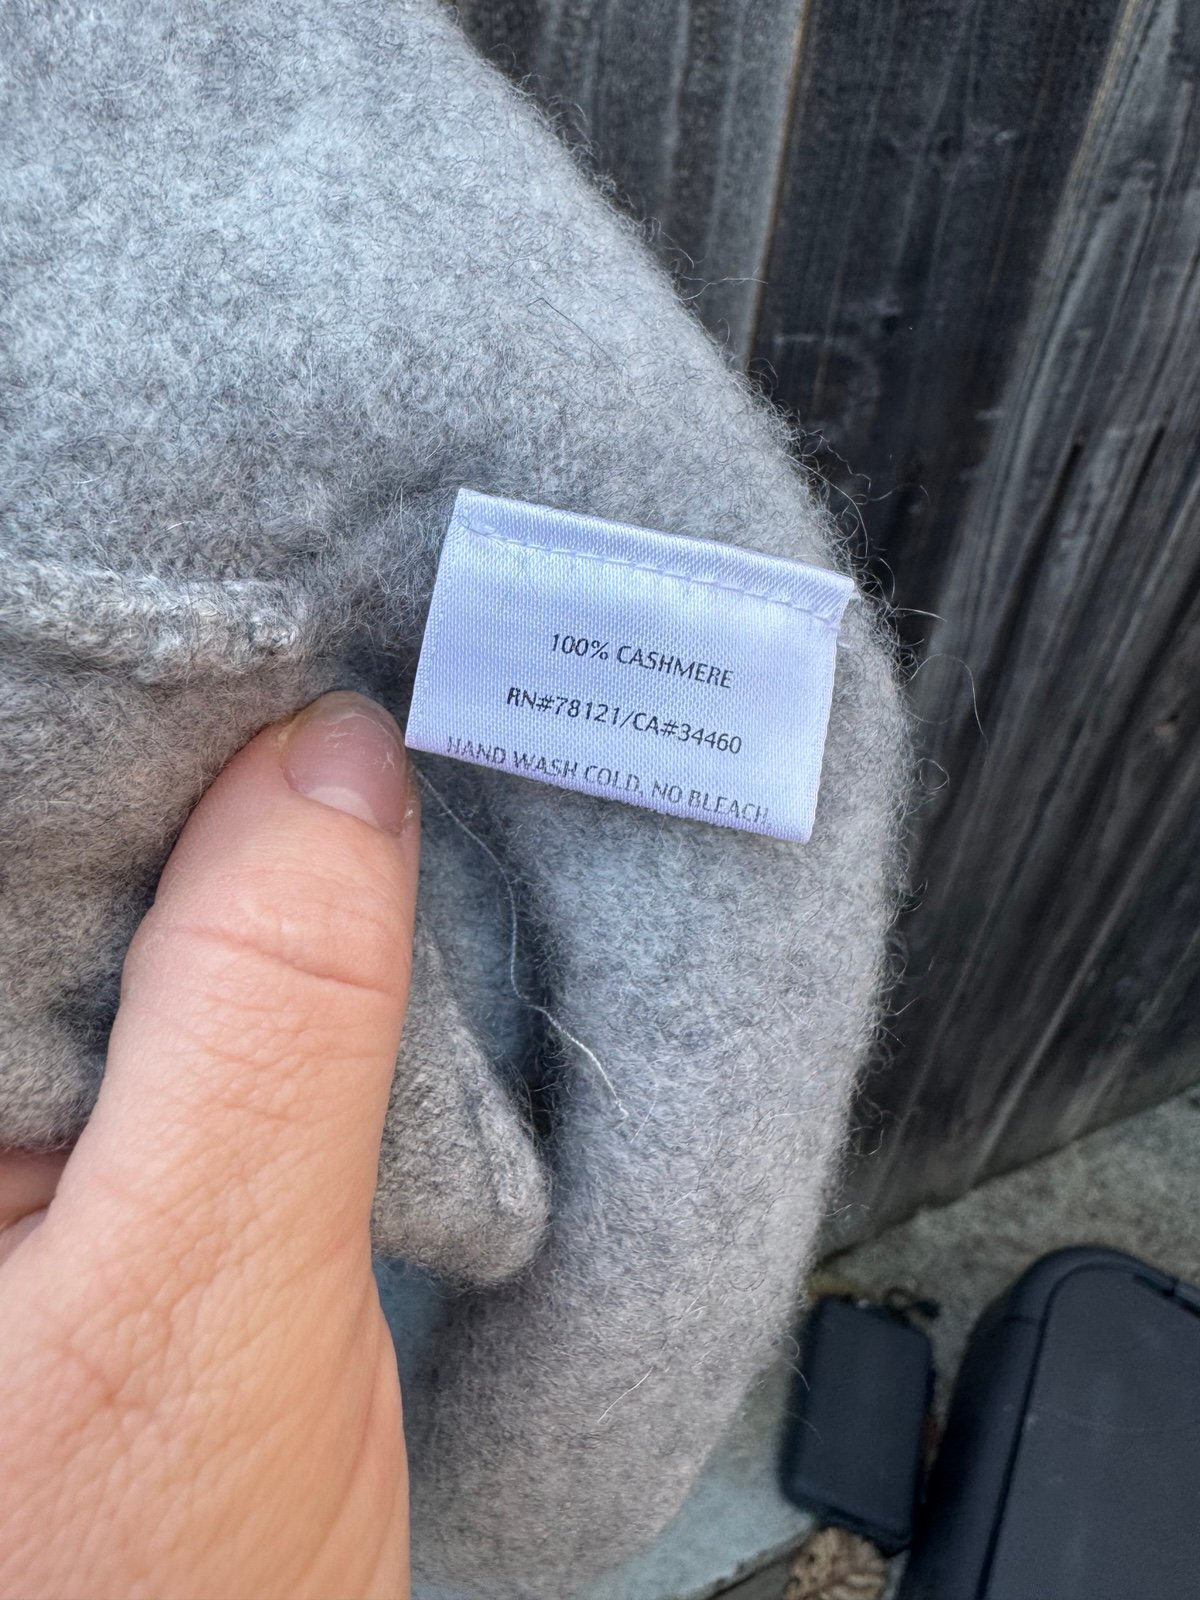 100% CASHMERE
RN#78121/CA#34460
HAND WASH COLD, NO BLEACH